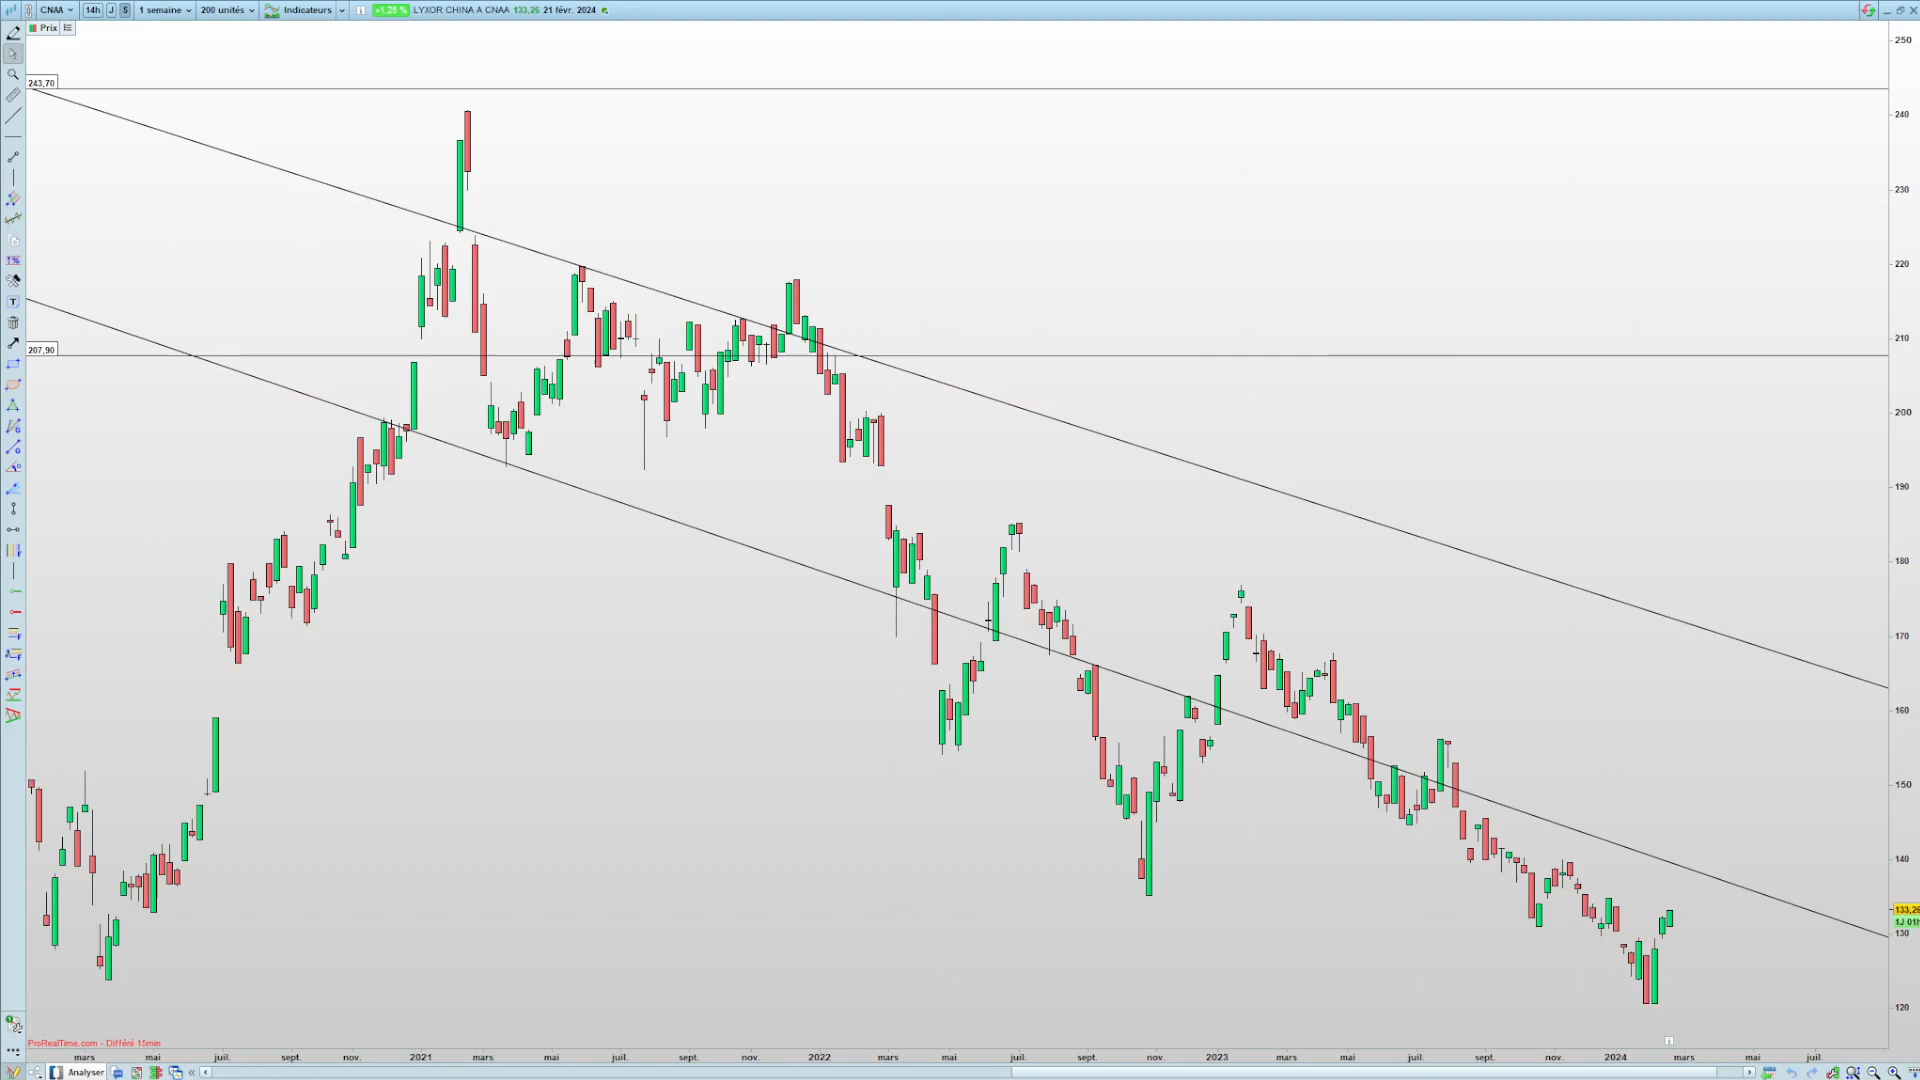 CNAA 14h J S 1 semaine 200 unités Indicateurs +1.25 % LYXOR CHINA A CNAA 133,26 21 févr. 2024
Prix
250
243,70
240
230
220
210
207,90
200
190
180
170
160
150
140
133,26
1J 01h
130
120
ProRealTime.com - Différé 15min
mars mai juil. sept. nov. 2021 mars mai juil. sept. nov. 2022 mars mai juil. sept. nov. 2023 mars mai juil. sept. nov. 2024 mars mai juil.
Analyser